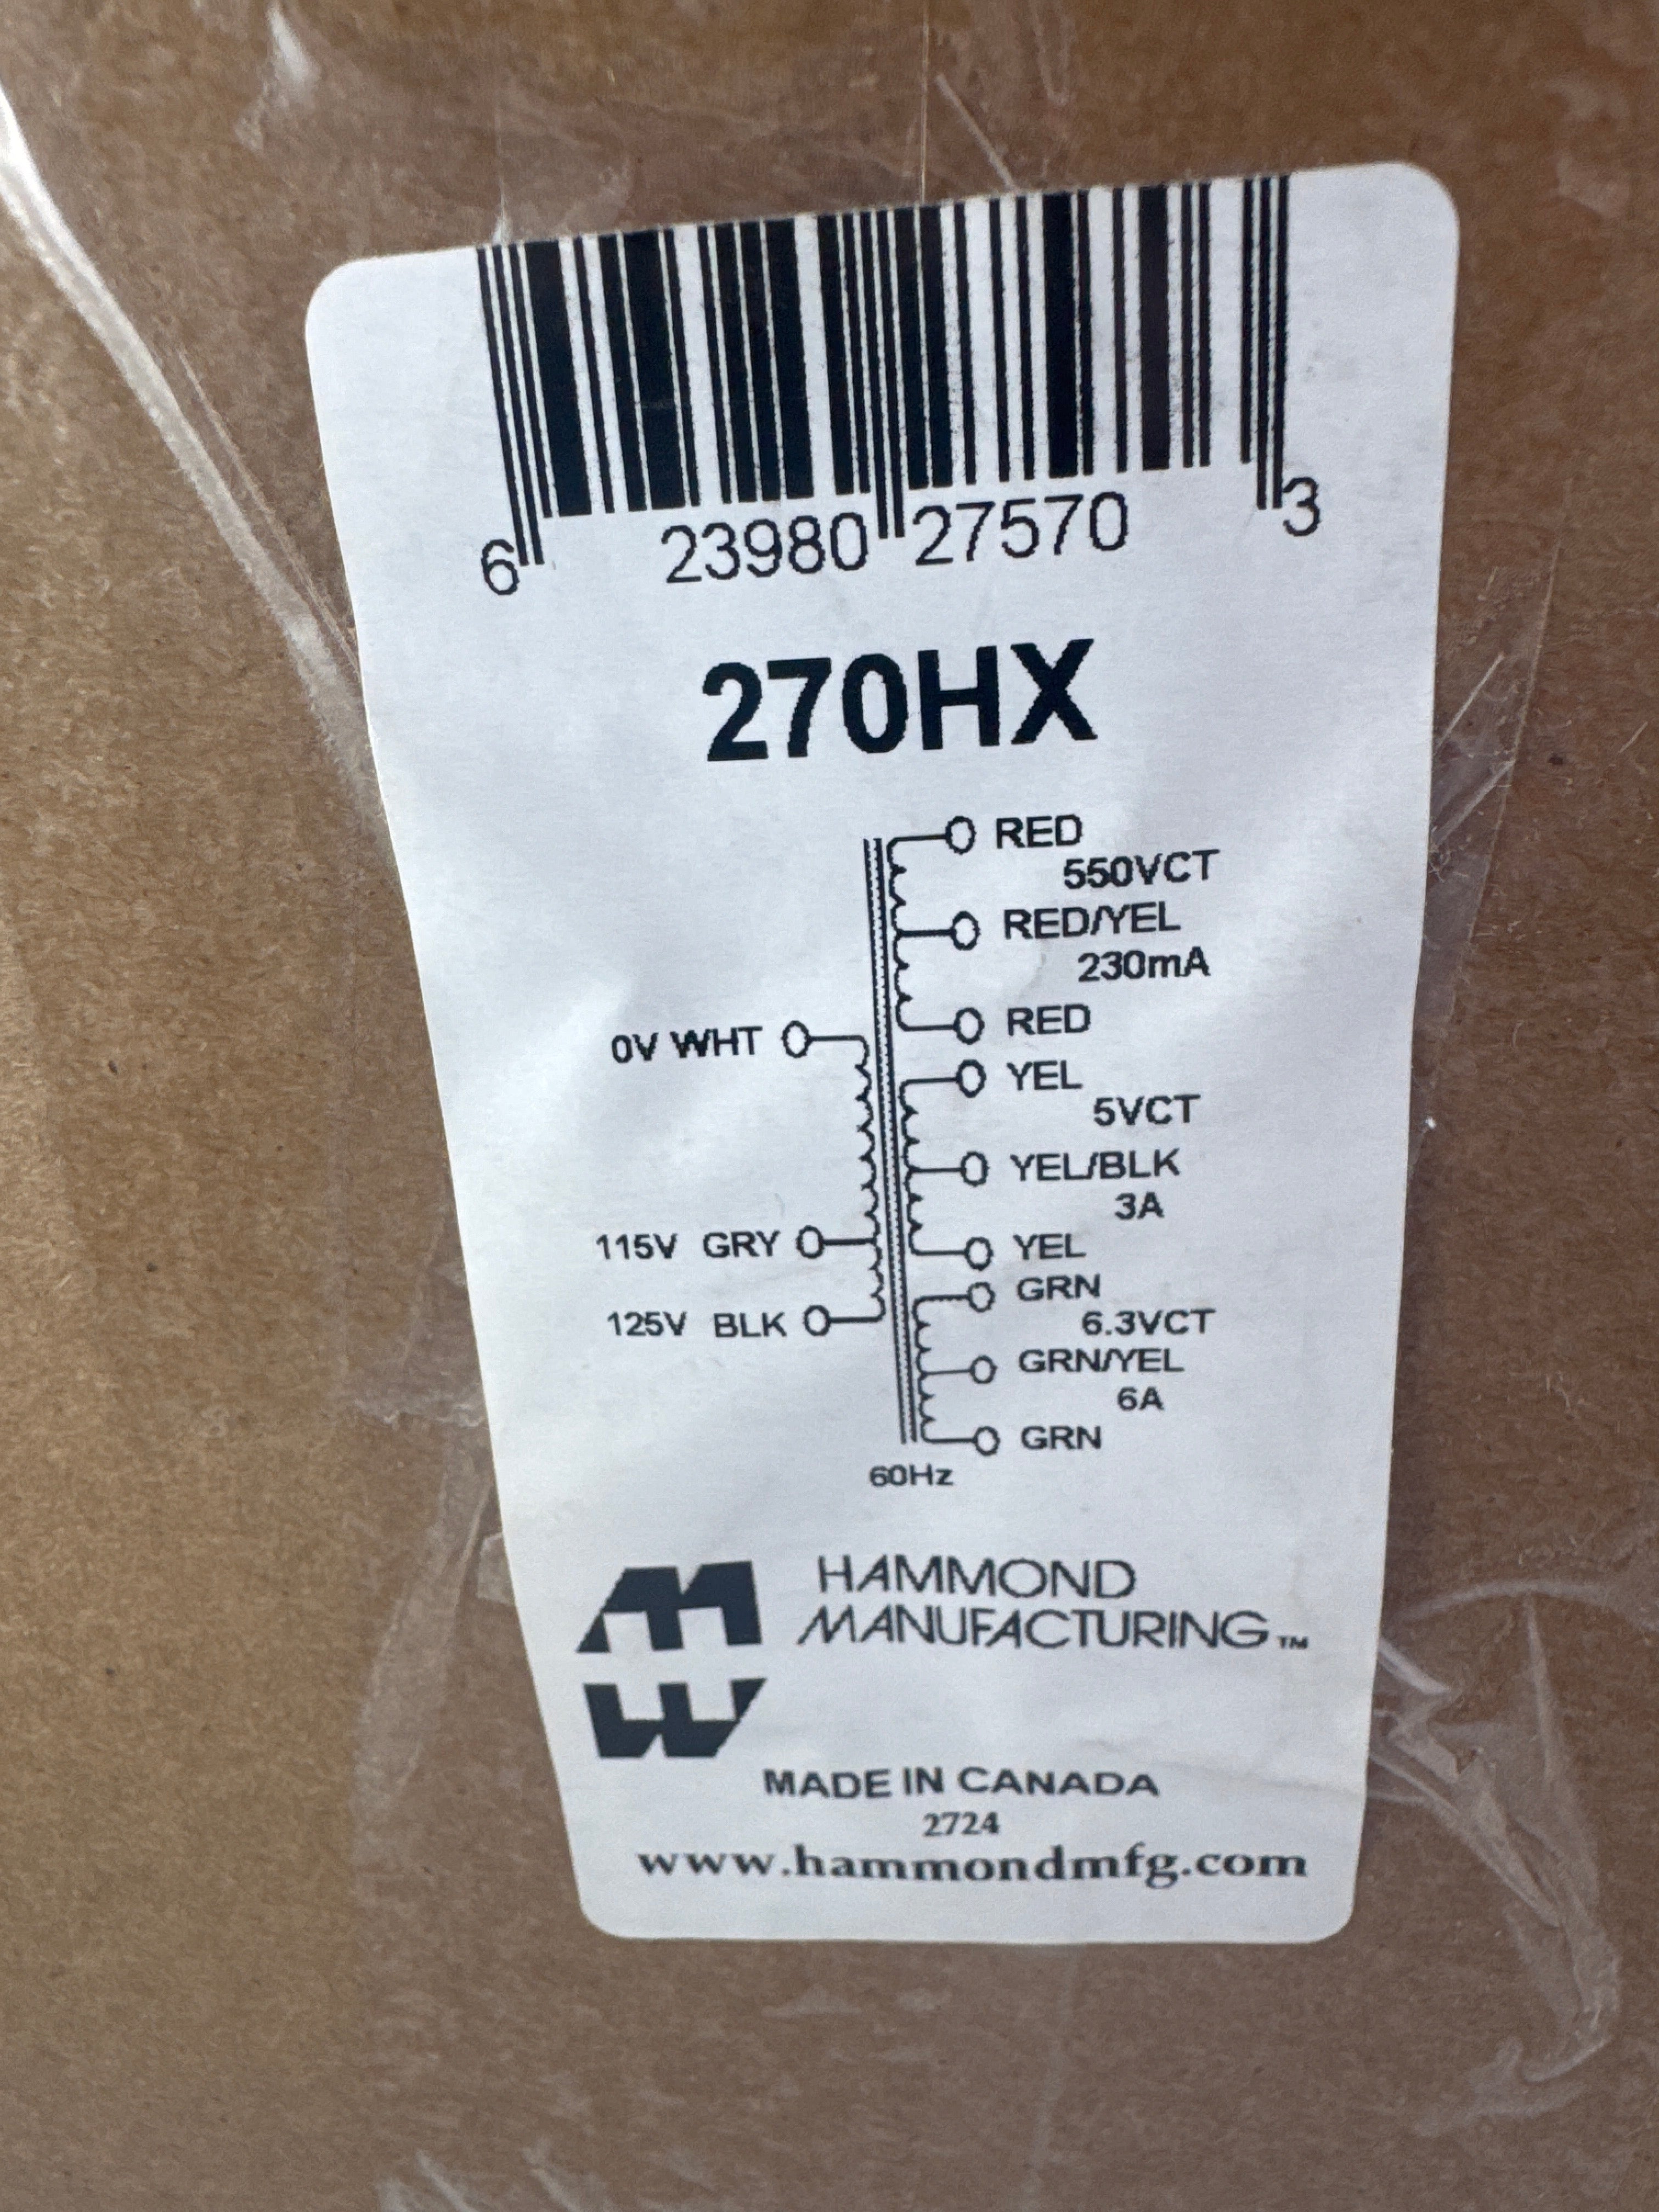 6 23980 27570 3
270HX
RED
550VCT
RED/YEL
230mA
0V WHT
RED
YEL
5VCT
YEL/BLK
3A
115V GRY
YEL
GRN
125V BLK
6.3VCT
GRN/YEL
6A
GRN
60Hz
HAMMOND
MANUFACTURING™
MADE IN CANADA
2724
www.hammondmfg.com